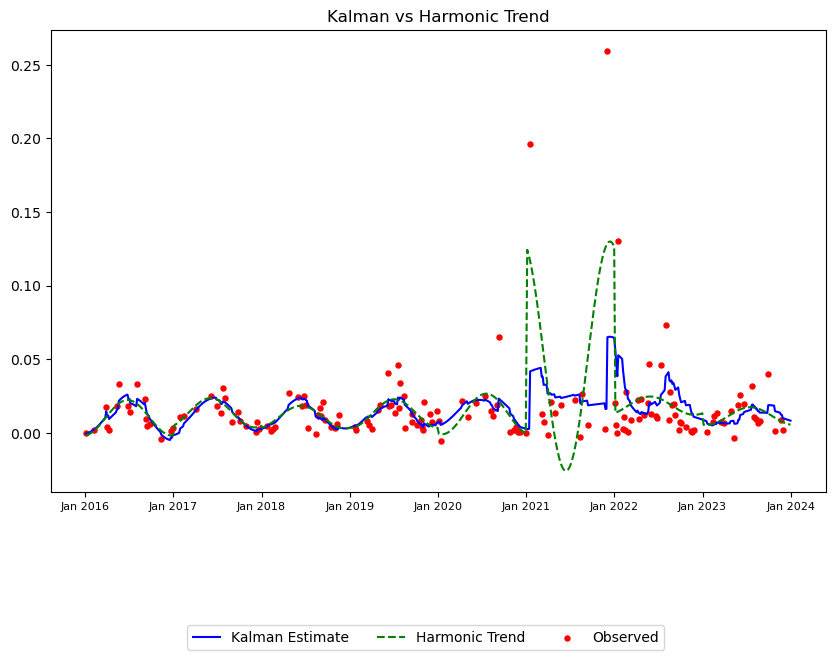 Kalman vs Harmonic Trend
0.25
0.20
0.15
0.10
0.05
0.00
Jan 2016 Jan 2017 Jan 2018 Jan 2019 Jan 2020 Jan 2021 Jan 2022 Jan 2023 Jan 2024
Kalman Estimate Harmonic Trend Observed